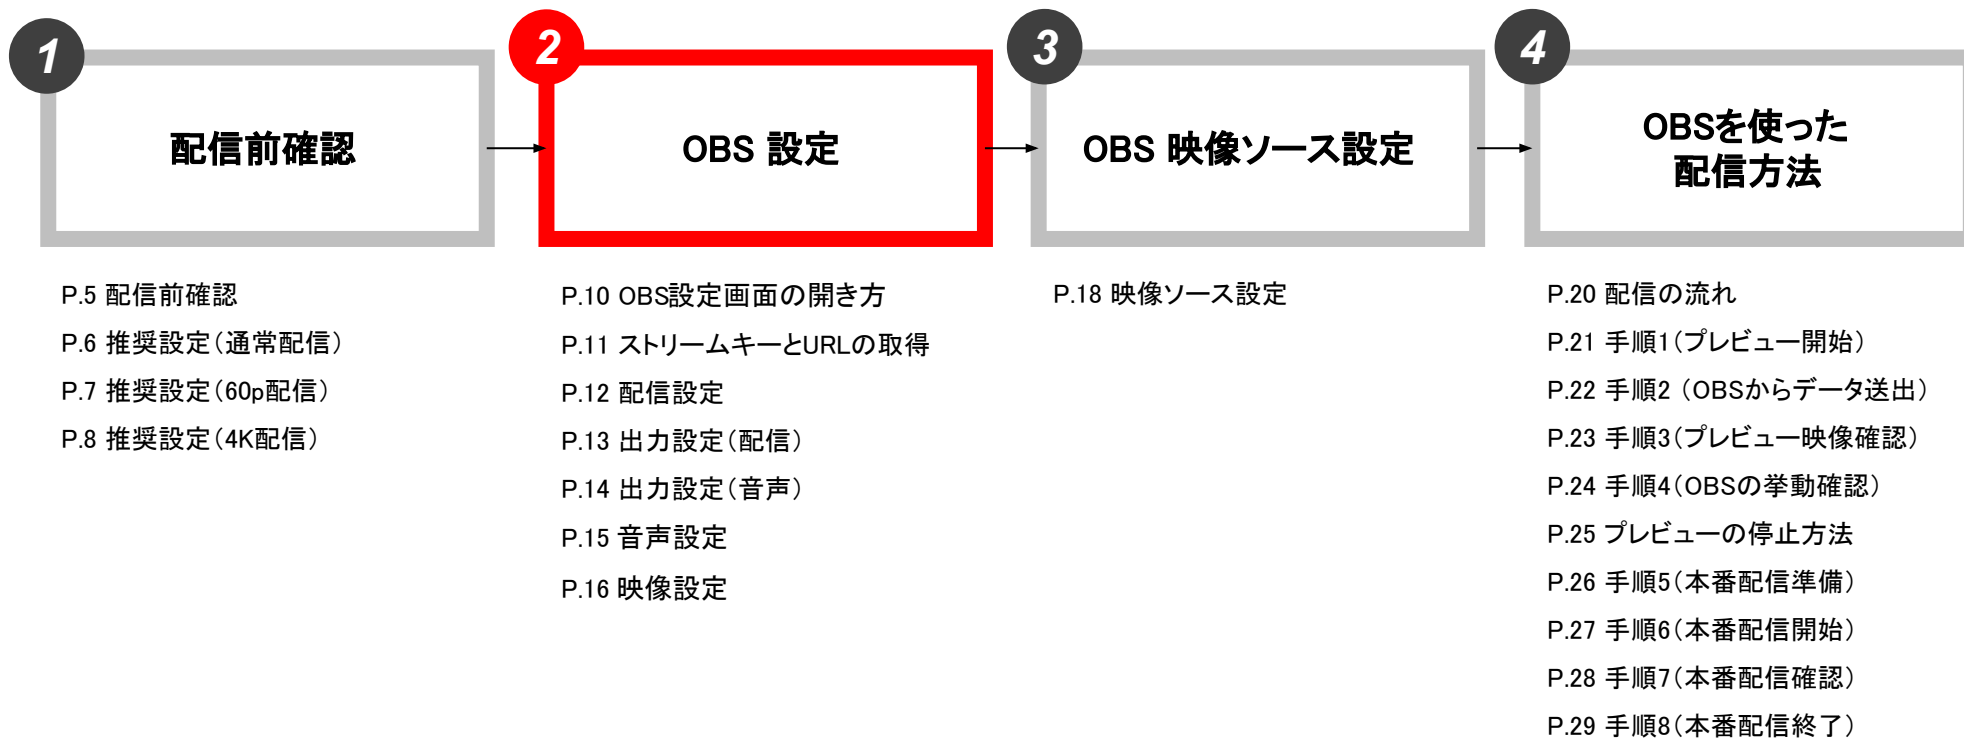 1
配信前確認
P.5 配信前確認
P.6 推奨設定（通常配信）
P.7 推奨設定（60p配信）
P.8 推奨設定（4K配信）
2
OBS 設定
P.10 OBS設定画面の開き方
P.11 ストリームキーとURLの取得
P.12 配信設定
P.13 出力設定（配信）
P.14 出力設定（音声）
P.15 音声設定
P.16 映像設定
3
OBS 映像ソース設定
P.18 映像ソース設定
4
OBSを使った
配信方法
P.20 配信の流れ
P.21 手順1（プレビュー開始）
P.22 手順2 （OBSからデータ送出）
P.23 手順3（プレビュー映像確認）
P.24 手順4（OBSの挙動確認）
P.25 プレビューの停止方法
P.26 手順5（本番配信準備）
P.27 手順6（本番配信開始）
P.28 手順7（本番配信確認）
P.29 手順8（本番配信終了）